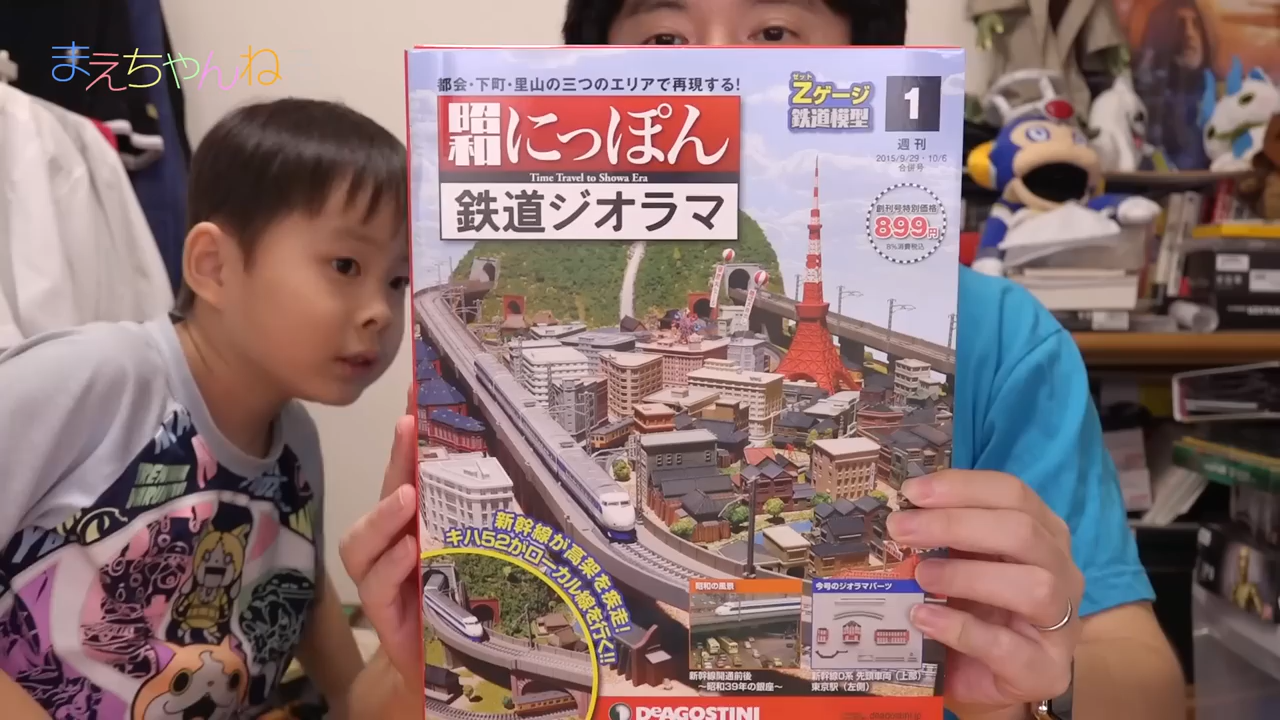 まえちゃんね
都会・下町・里山の三つのエリアで再現する!
昭和にっぽん
Time Travel to Showa Era
鉄道ジオラマ
ゼット
Zゲージ
鉄道模型
1
週刊
2015/9/29・10/6
合併号
創刊号特別価格
899円
8%消費税込
新幹線が高架を疾走!
キハ52がローカル線を行く!!
昭和の風景
新幹線開通前後
～昭和39年の銀座～
今号のジオラマパーツ
新幹線0系 先頭車両(上部)
東京駅(左側)
DeAGOSTINI